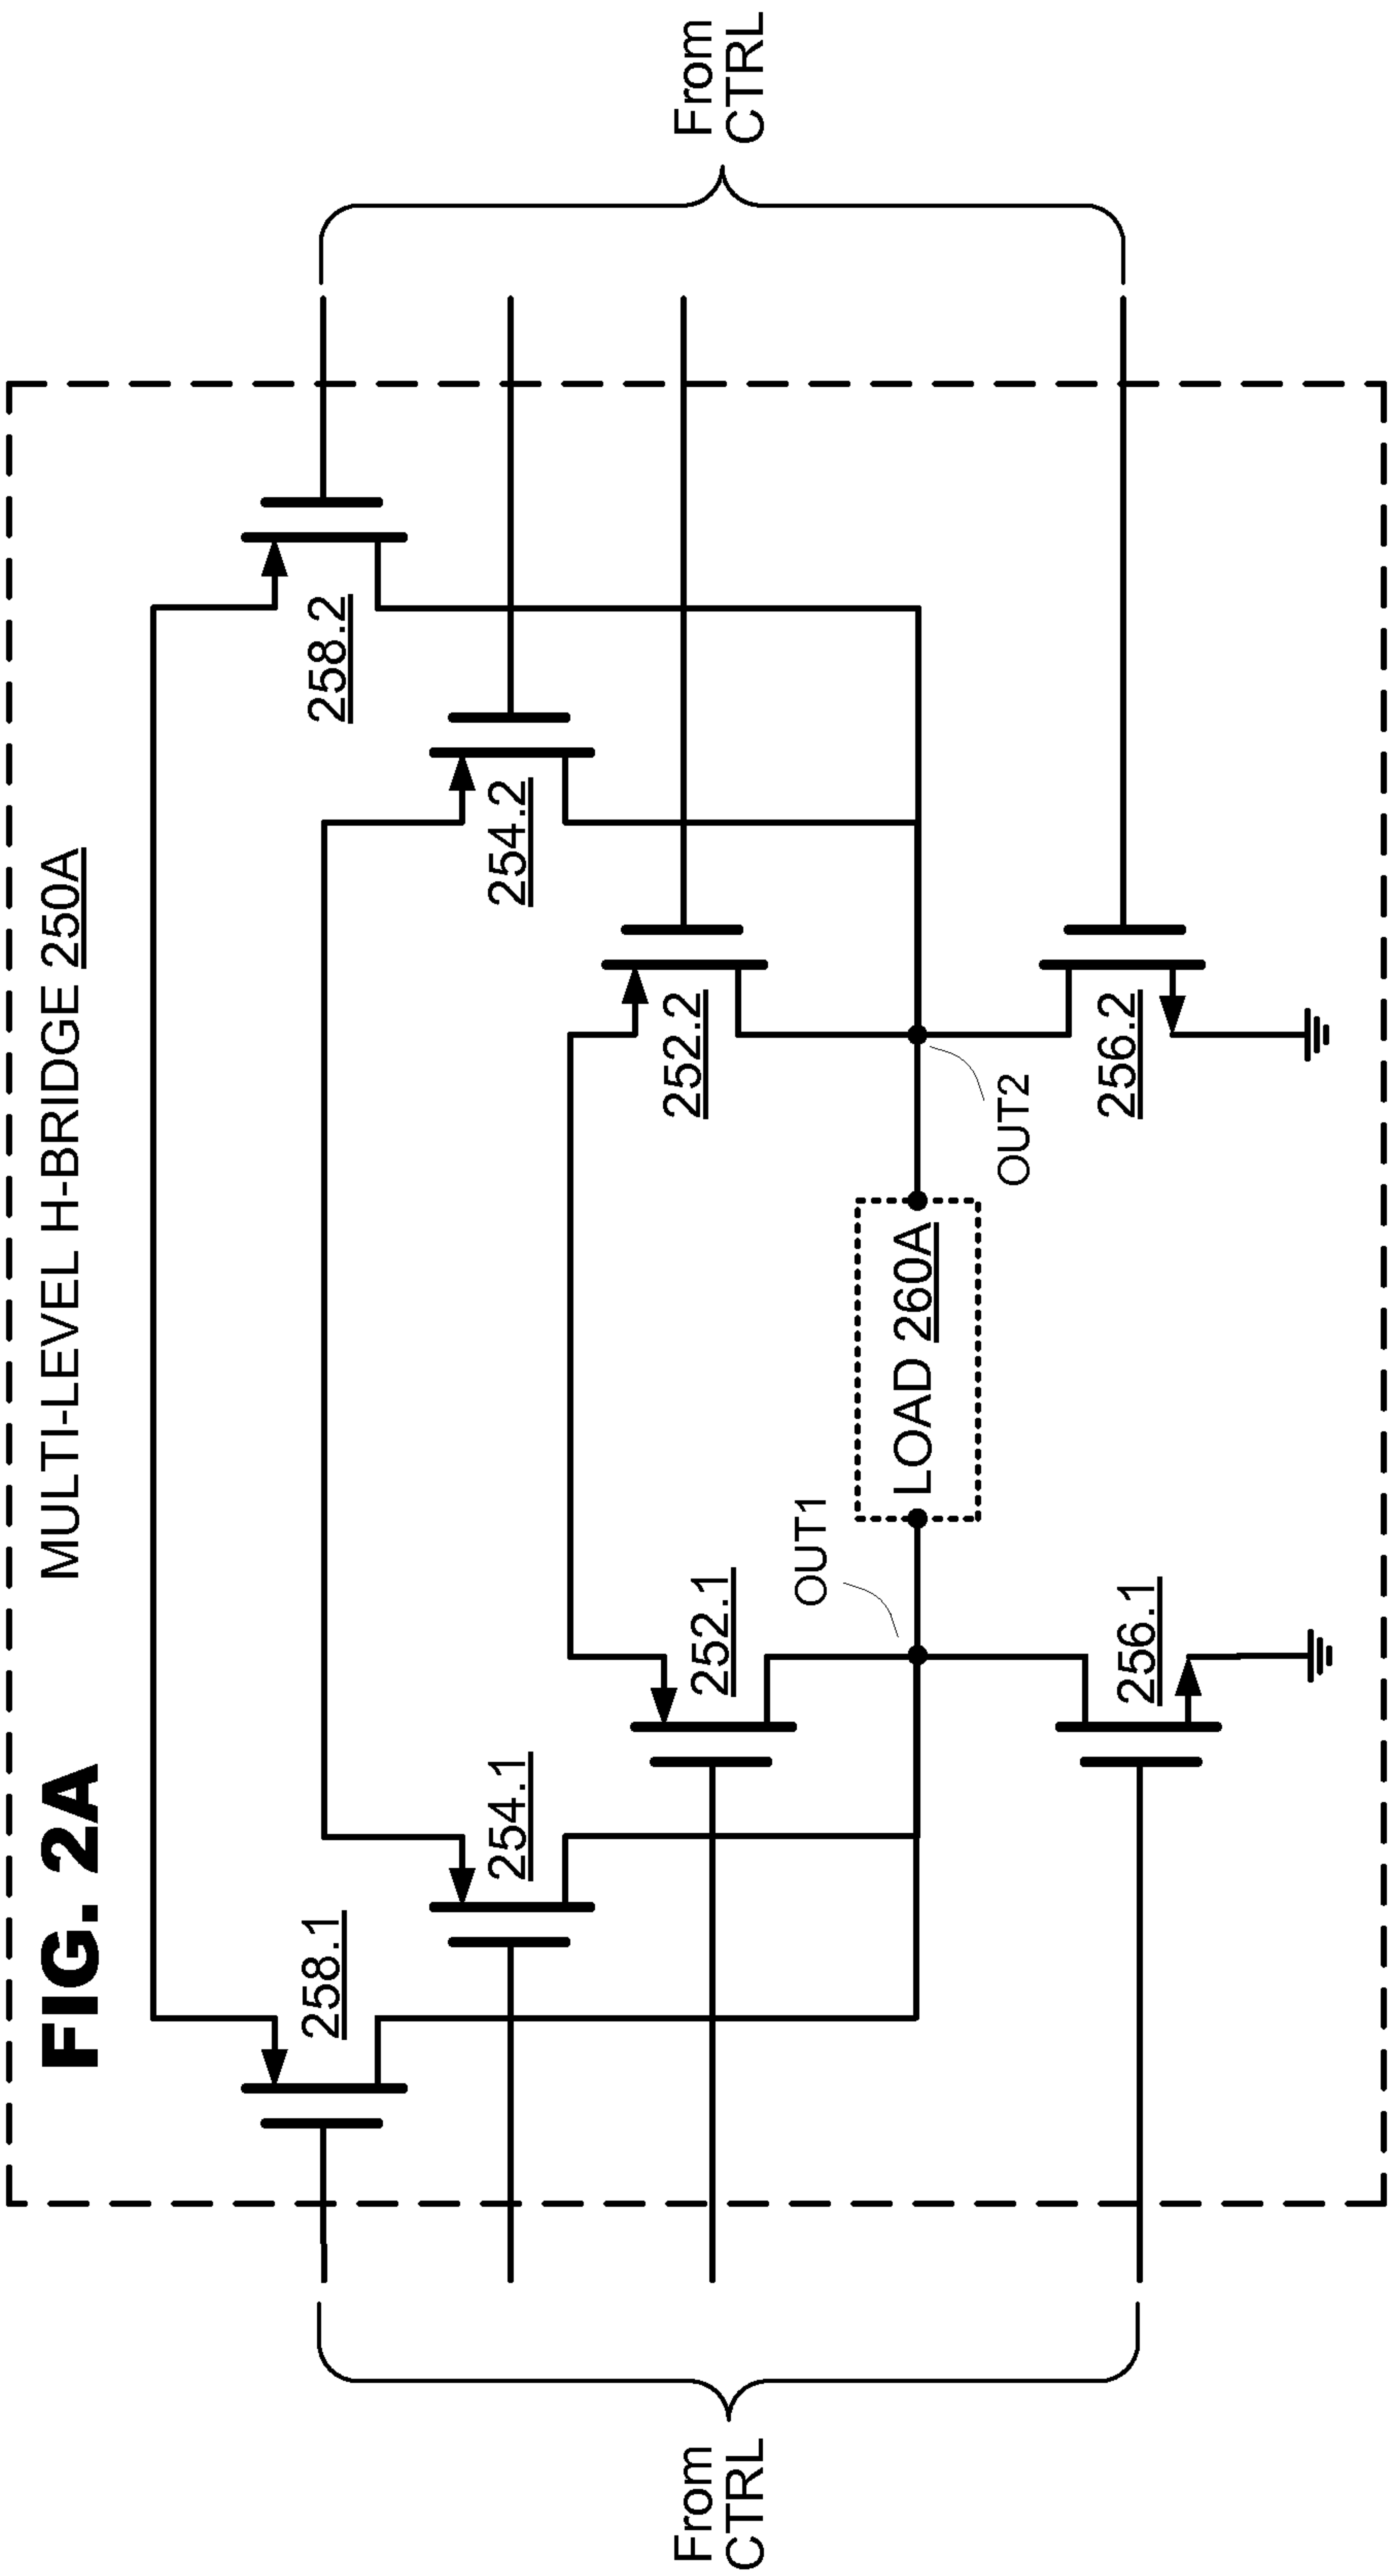 FIG. 2A
MULTI-LEVEL H-BRIDGE 250A
258.1
258.2
254.1
254.2
252.1
252.2
From
CTRL
From
CTRL
OUT1
LOAD 260A
OUT2
256.1
256.2